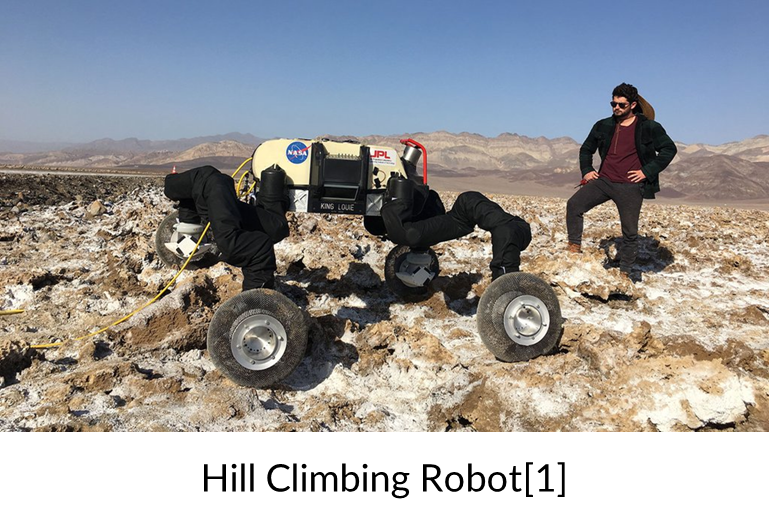 NASA
JPL
KING LOUIE
Hill Climbing Robot[1]